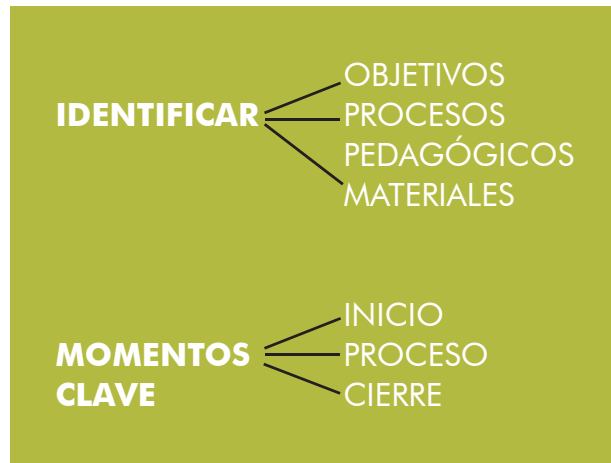 IDENTIFICAR
OBJETIVOS
PROCESOS
PEDAGÓGICOS
MATERIALES
MOMENTOS
CLAVE
INICIO
PROCESO
CIERRE